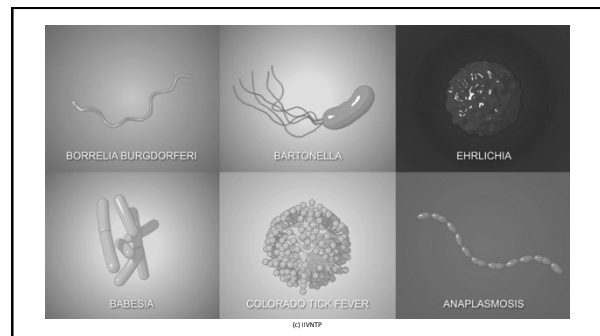 BORRELIA BURGDORFERI
BARTONELLA
EHRLICHIA
BABESIA
COLORADO TICK FEVER
ANAPLASMOSIS
(c) IIVNTP